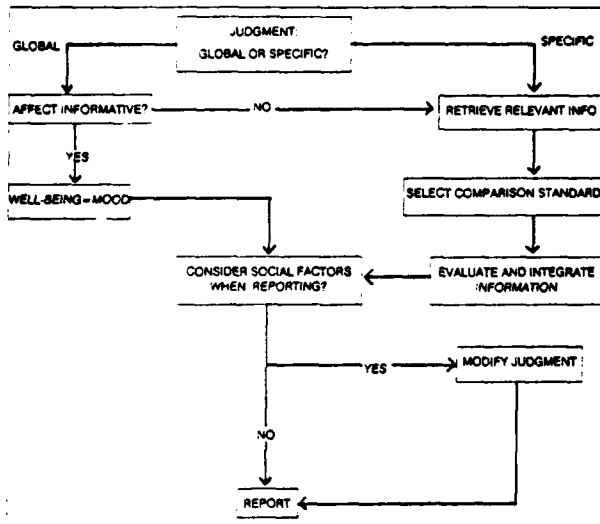 JUDGMENT:
GLOBAL OR SPECIFIC?
GLOBAL
SPECIFIC
AFFECT INFORMATIVE?
NO
RETRIEVE RELEVANT INFO
YES
WELL-BEING = MOOD
SELECT COMPARISON STANDARD
CONSIDER SOCIAL FACTORS
WHEN REPORTING?
EVALUATE AND INTEGRATE
INFORMATION
YES
MODIFY JUDGMENT
NO
REPORT